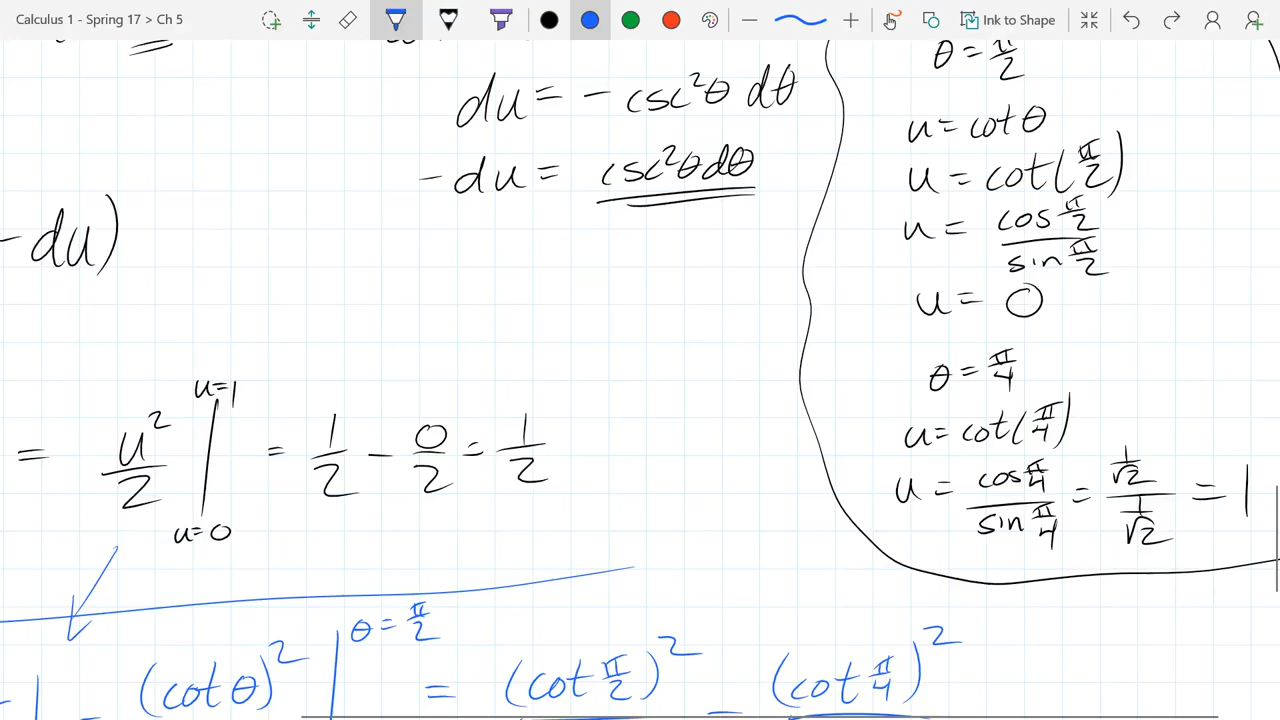 Calculus 1 - Spring 17 > Ch 5
Ink to Shape
du = - csc²θ dθ
-du = csc²θdθ
- du)
= u²/2 | u=1 u=0 = 1/2 - 0/2 = 1/2
θ = π/2
u = cot θ
u = cot(π/2)
u = cos π/2 / sin π/2
u = 0
θ = π/4
u = cot(π/4)
u = cos π/4 / sin π/4 = 1/√2 / 1/√2 = 1
(cot θ)² | θ = π/2 = (cot π/2)² - (cot π/4)²